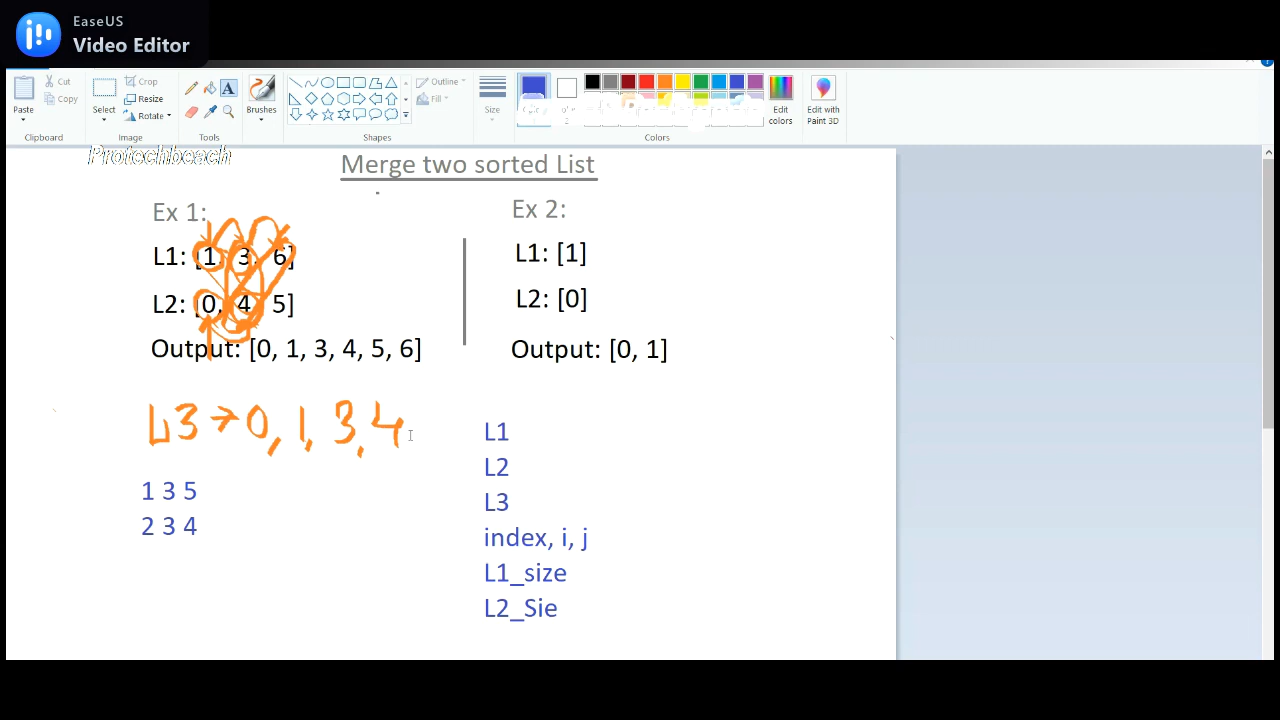 EaseUS
Video Editor
Cut
Copy
Paste
Clipboard
Crop
Resize
Rotate
Select
Image
Tools
Brushes
Outline
Fill
Shapes
Size
Colors
Edit colors
Edit with Paint 3D
Merge two sorted List
Ex 1:
L1: [1, 3, 6]
L2: [0, 4, 5]
Output: [0, 1, 3, 4, 5, 6]
Ex 2:
L1: [1]
L2: [0]
Output: [0, 1]
L3 → 0, 1, 3, 4
1 3 5
2 3 4
L1
L2
L3
index, i, j
L1_size
L2_Sie